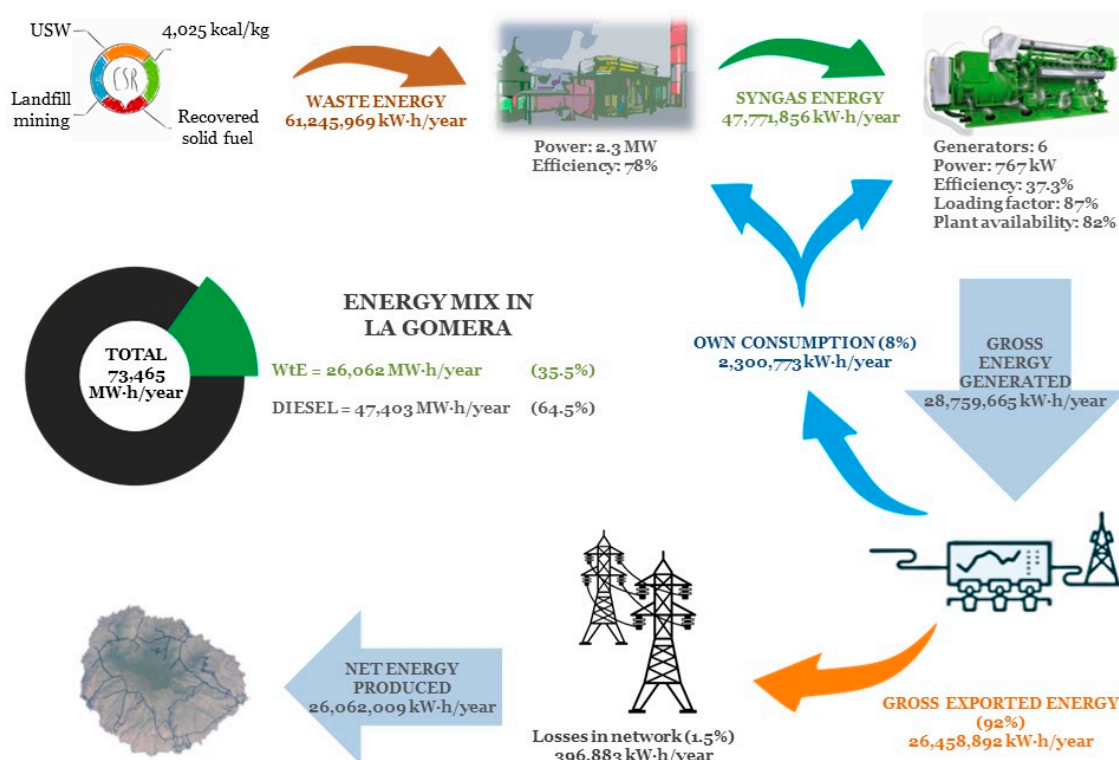 USW
4,025 kcal/kg
CSR
Landfill
mining
Recovered
solid fuel
WASTE ENERGY
61,245,969 kW·h/year
Power: 2.3 MW
Efficiency: 78%
SYNGAS ENERGY
47,771,856 kW·h/year
Generators: 6
Power: 767 kW
Efficiency: 37.3%
Loading factor: 87%
Plant availability: 82%
ENERGY MIX IN
LA GOMERA
TOTAL
73,465
MW·h/year
WtE = 26,062 MW·h/year (35.5%)
DIESEL = 47,403 MW·h/year (64.5%)
OWN CONSUMPTION (8%)
2,300,773 kW·h/year
GROSS
ENERGY
GENERATED
28,759,665 kW·h/year
NET ENERGY
PRODUCED
26,062,009 kW·h/year
Losses in network (1.5%)
396,883 kW·h/year
GROSS EXPORTED ENERGY
(92%)
26,458,892 kW·h/year